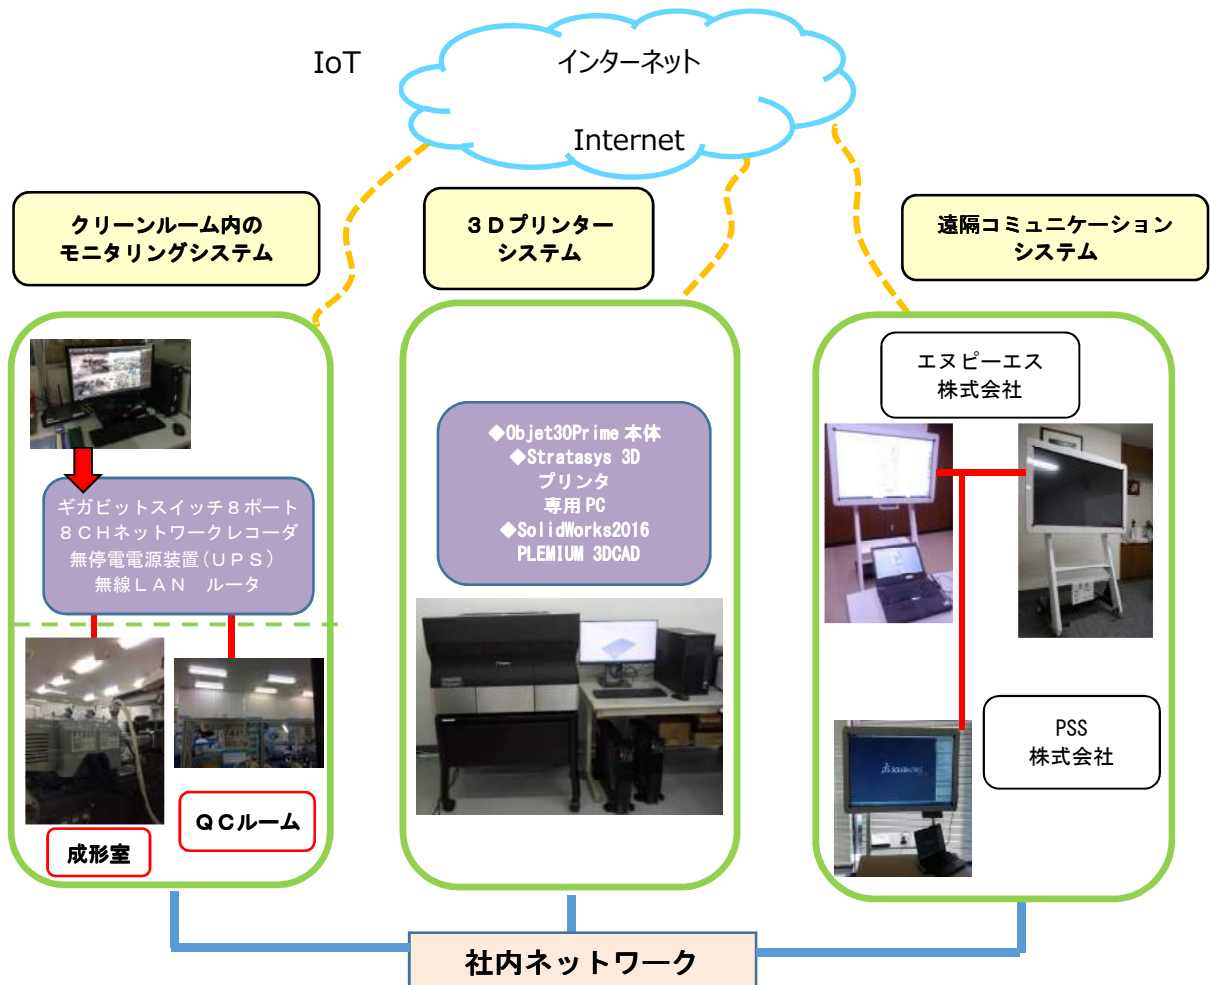 IoT
インターネット
Internet
クリーンルーム内の
モニタリングシステム
３Ｄプリンター
システム
遠隔コミュニケーション
システム
ギガビットスイッチ８ポート
８ＣＨネットワークレコーダ
無停電電源装置（ＵＰＳ）
無線ＬＡＮ　ルータ
成形室
ＱＣルーム
◆Objet30Prime 本体
◆Stratasys 3D
プリンタ
専用 PC
◆SolidWorks2016
PLEMIUM 3DCAD
エヌピーエス
株式会社
SOLIDWORKS
PSS
株式会社
社内ネットワーク